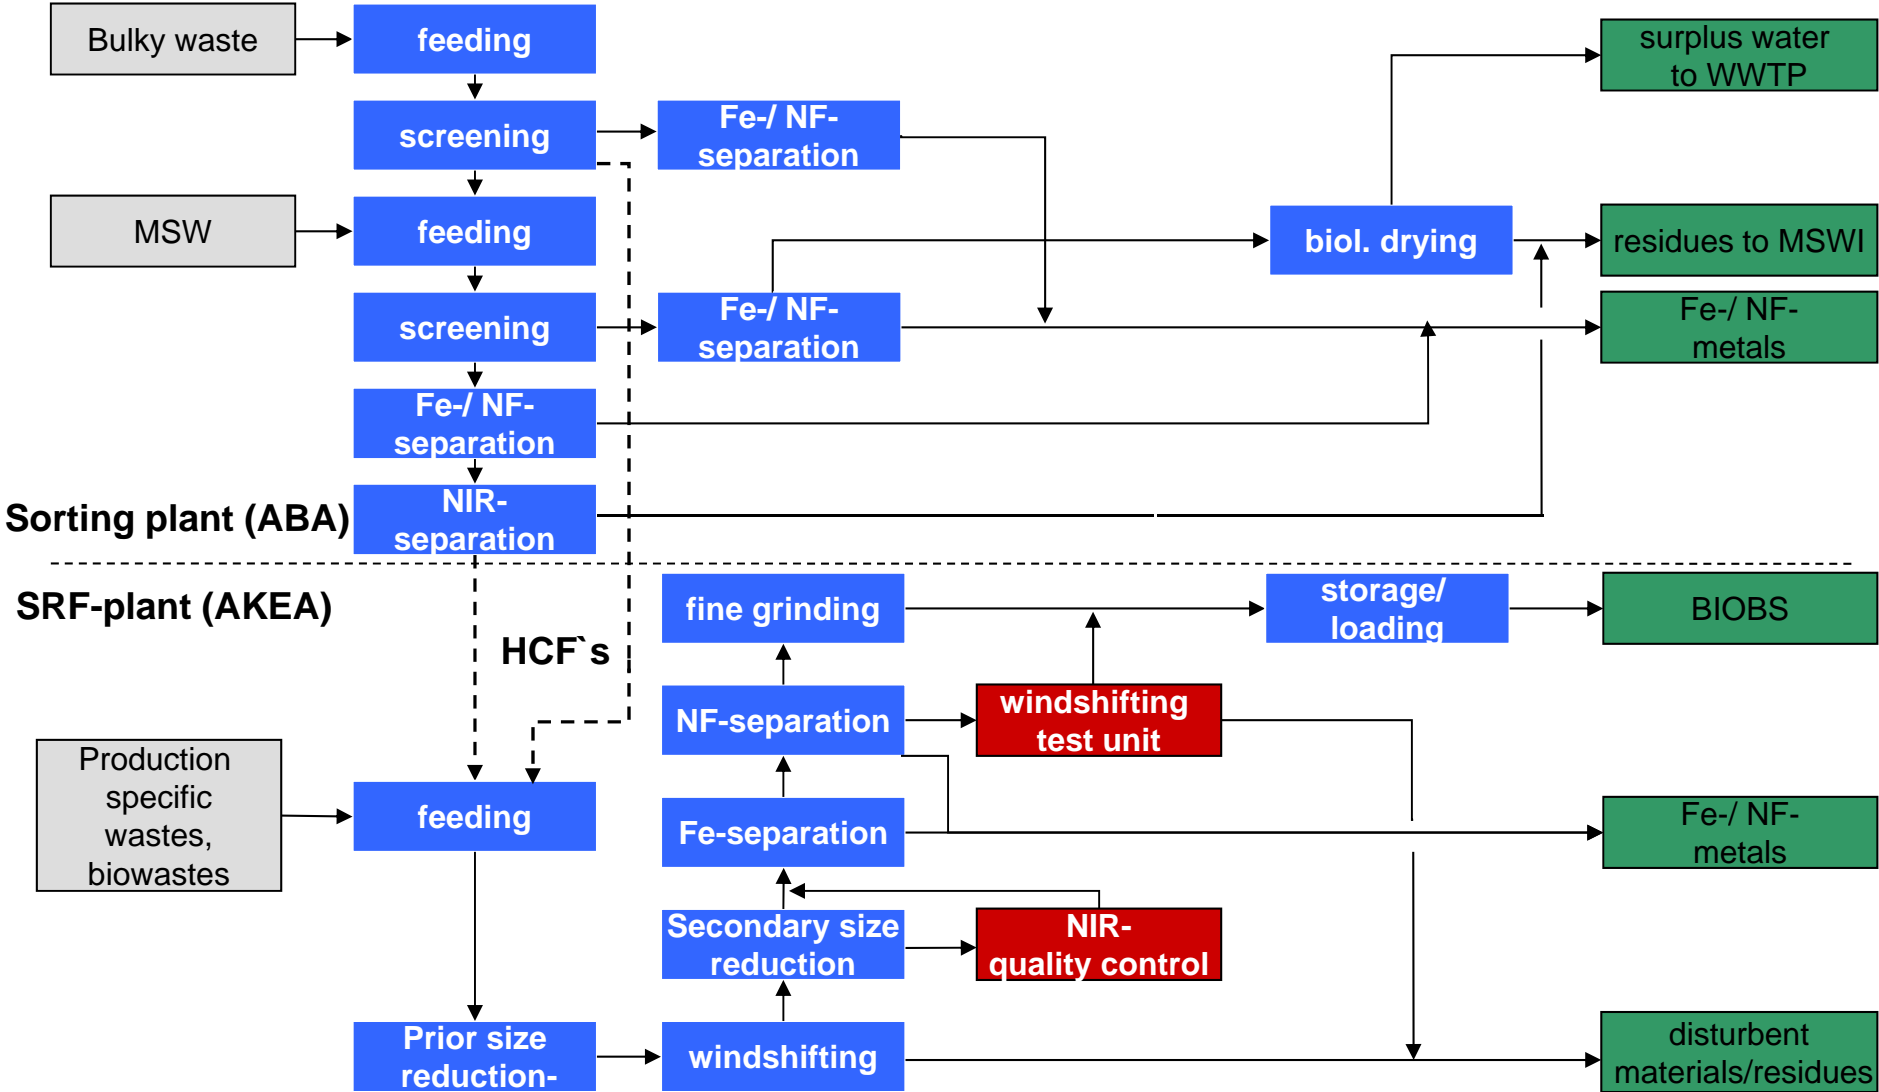 Bulky waste
feeding
surplus water
to WWTP
screening
Fe-/ NF-
separation
MSW
feeding
biol. drying
residues to MSWI
screening
Fe-/ NF-
separation
Fe-/ NF-
metals
Fe-/ NF-
separation
Sorting plant (ABA)
NIR-
separation
SRF-plant (AKEA)
fine grinding
storage/
loading
BIOBS
HCF`s
NF-separation
windshifting
test unit
Production
specific
wastes,
biowastes
feeding
Fe-separation
Fe-/ NF-
metals
Secondary size
reduction
NIR-
quality control
Prior size
reduction-
windshifting
disturbent
materials/residues